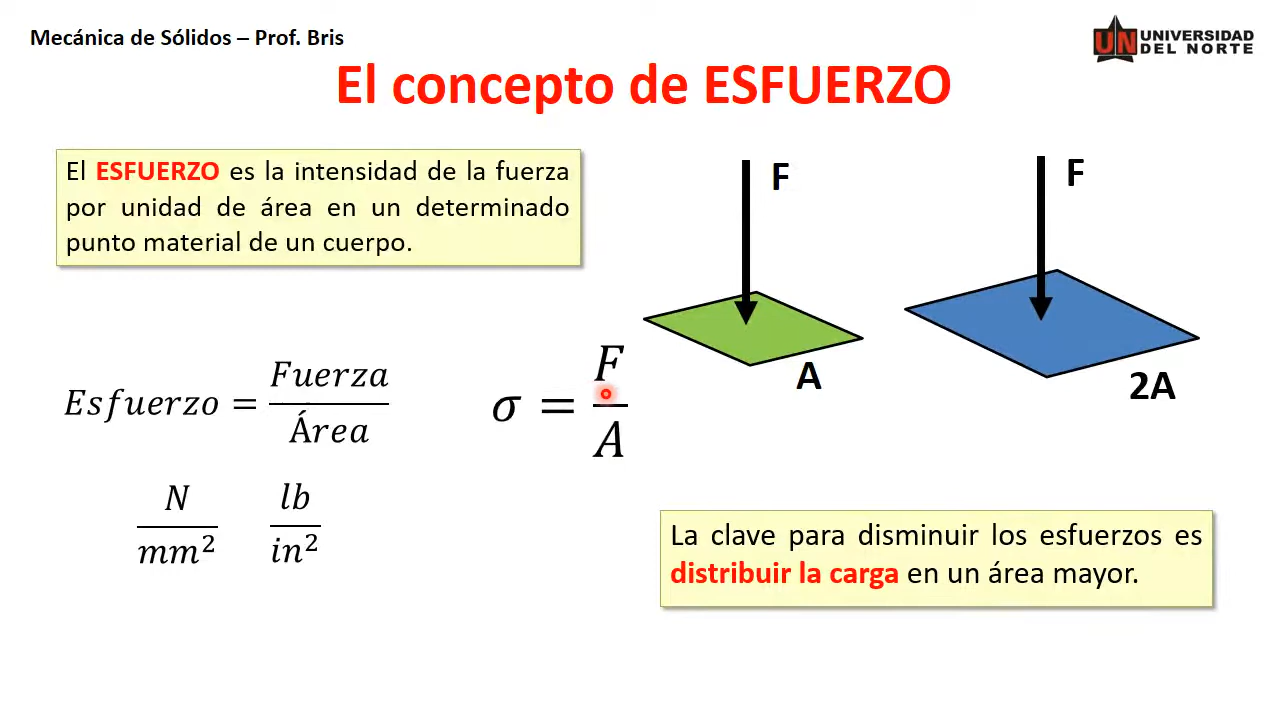 Mecánica de Sólidos – Prof. Bris
UNIVERSIDAD
DEL NORTE
UN
El concepto de ESFUERZO
El ESFUERZO es la intensidad de la fuerza
por unidad de área en un determinado
punto material de un cuerpo.
F
F
A
2A
Esfuerzo = Fuerza / Área
σ = F / A
N / mm² lb / in²
La clave para disminuir los esfuerzos es
distribuir la carga en un área mayor.